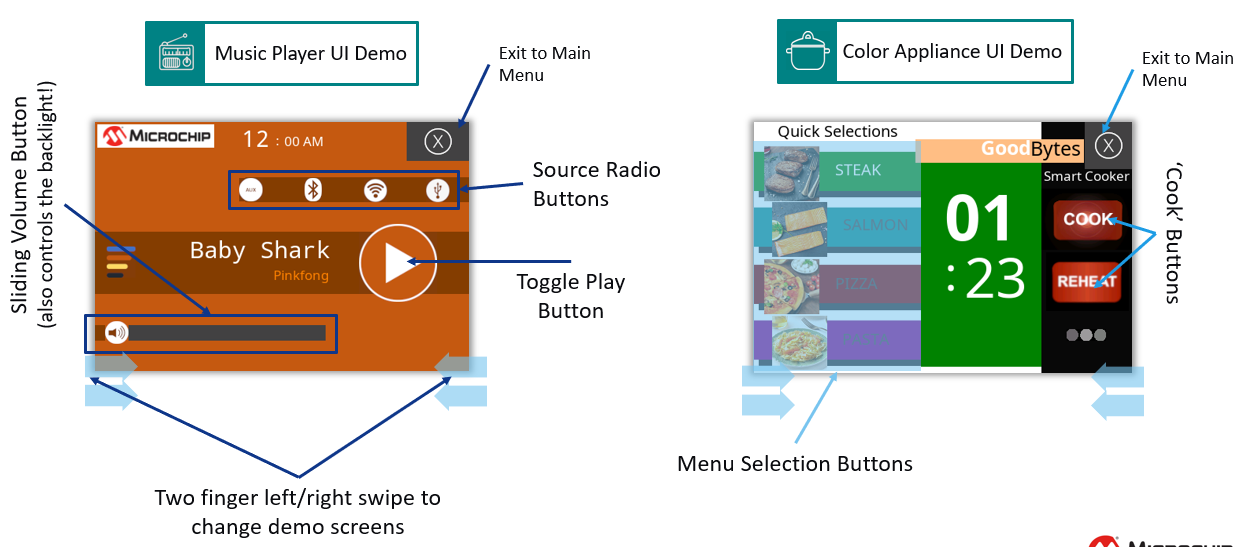 Music Player UI Demo
Exit to Main
Menu
Sliding Volume Button
(also controls the backlight!)
MICROCHIP
12 : 00 AM
X
AUX
Source Radio
Buttons
Baby Shark
Pinkfong
Toggle Play
Button
Two finger left/right swipe to
change demo screens
Color Appliance UI Demo
Exit to Main
Menu
Quick Selections
GoodBytes
X
STEAK
Smart Cooker
SALMON
01
COOK
PIZZA
:23
REHEAT
PASTA
‘Cook’ Buttons
Menu Selection Buttons
MICROCHIP